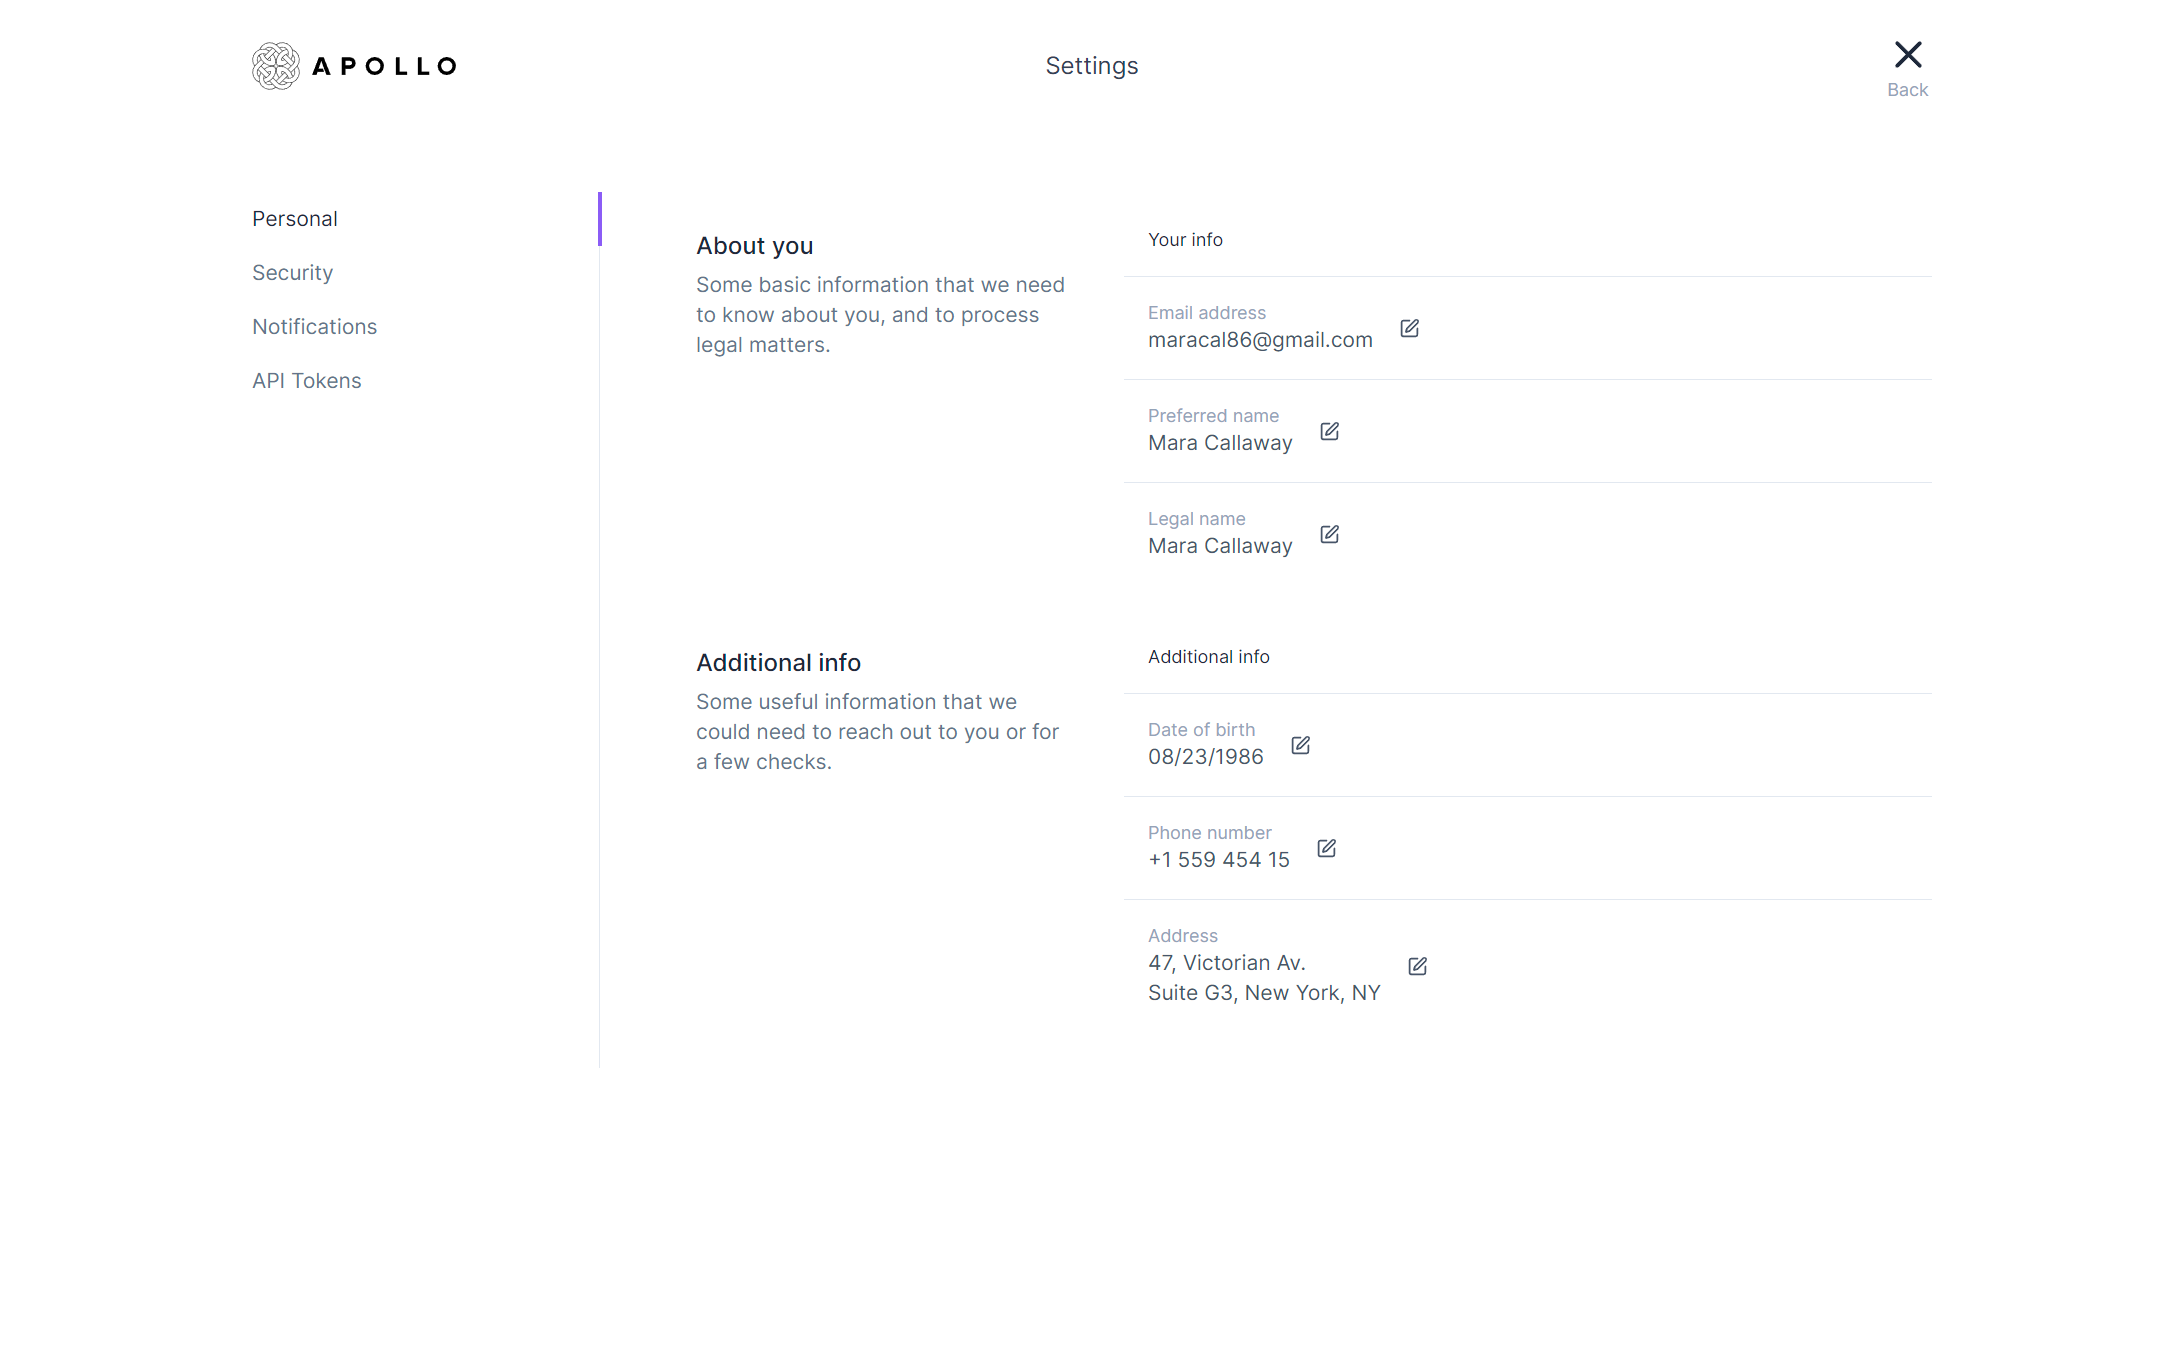 APOLLO
Settings
Back
Personal
Security
Notifications
API Tokens
About you
Some basic information that we need
to know about you, and to process
legal matters.
Your info
Email address
maracal86@gmail.com
Preferred name
Mara Callaway
Legal name
Mara Callaway
Additional info
Some useful information that we
could need to reach out to you or for
a few checks.
Additional info
Date of birth
08/23/1986
Phone number
+1 559 454 15
Address
47, Victorian Av.
Suite G3, New York, NY